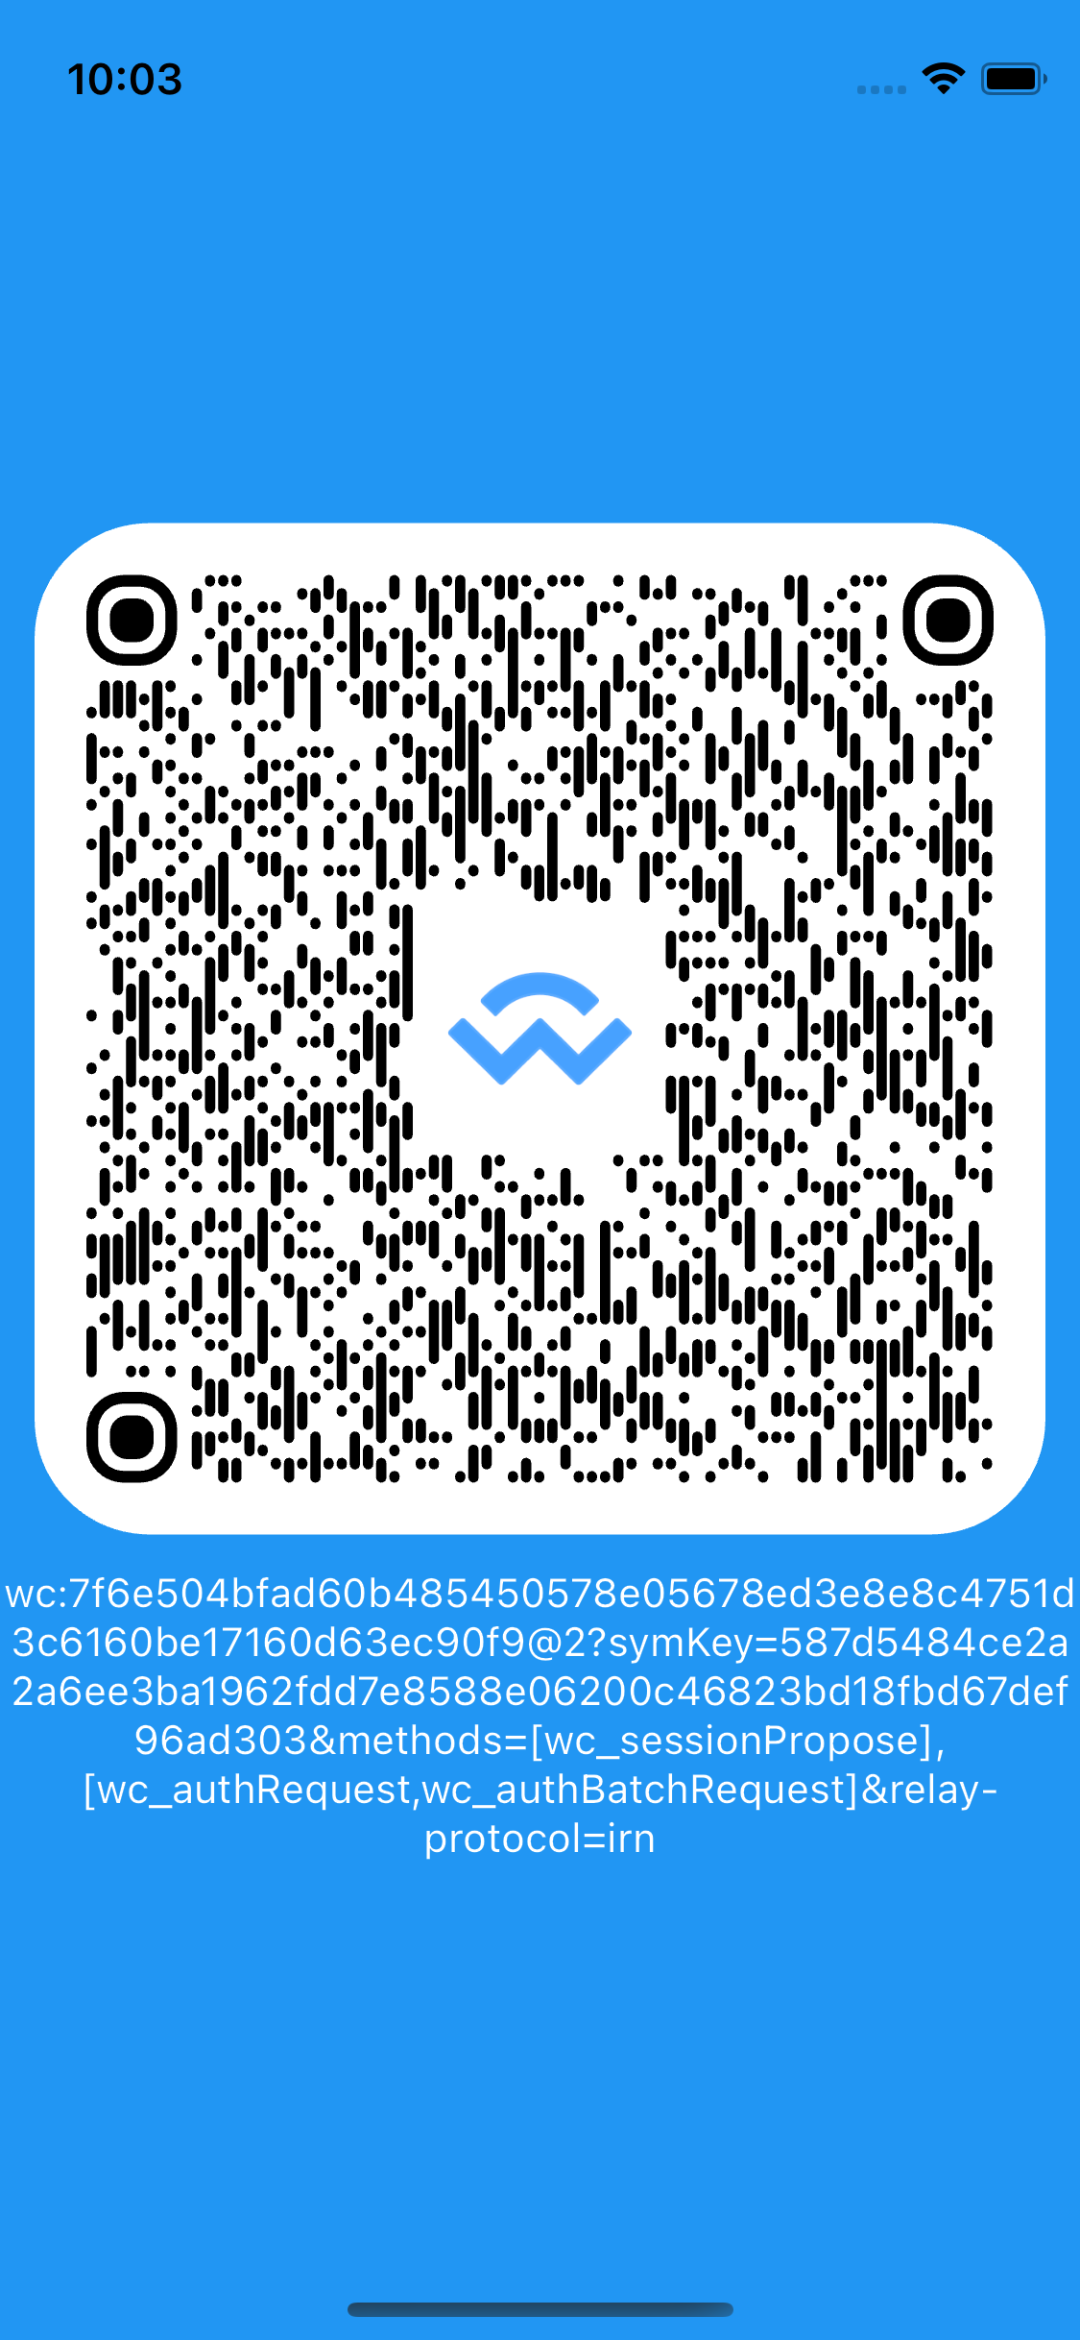 10:03
wc:7f6e504bfad60b485450578e05678ed3e8e8c4751d
3c6160be17160d63ec90f9@2?symKey=587d5484ce2a
2a6ee3ba1962fdd7e8588e06200c46823bd18fbd67def
96ad303&methods=[wc_sessionPropose],
[wc_authRequest,wc_authBatchRequest]&relay-
protocol=irn